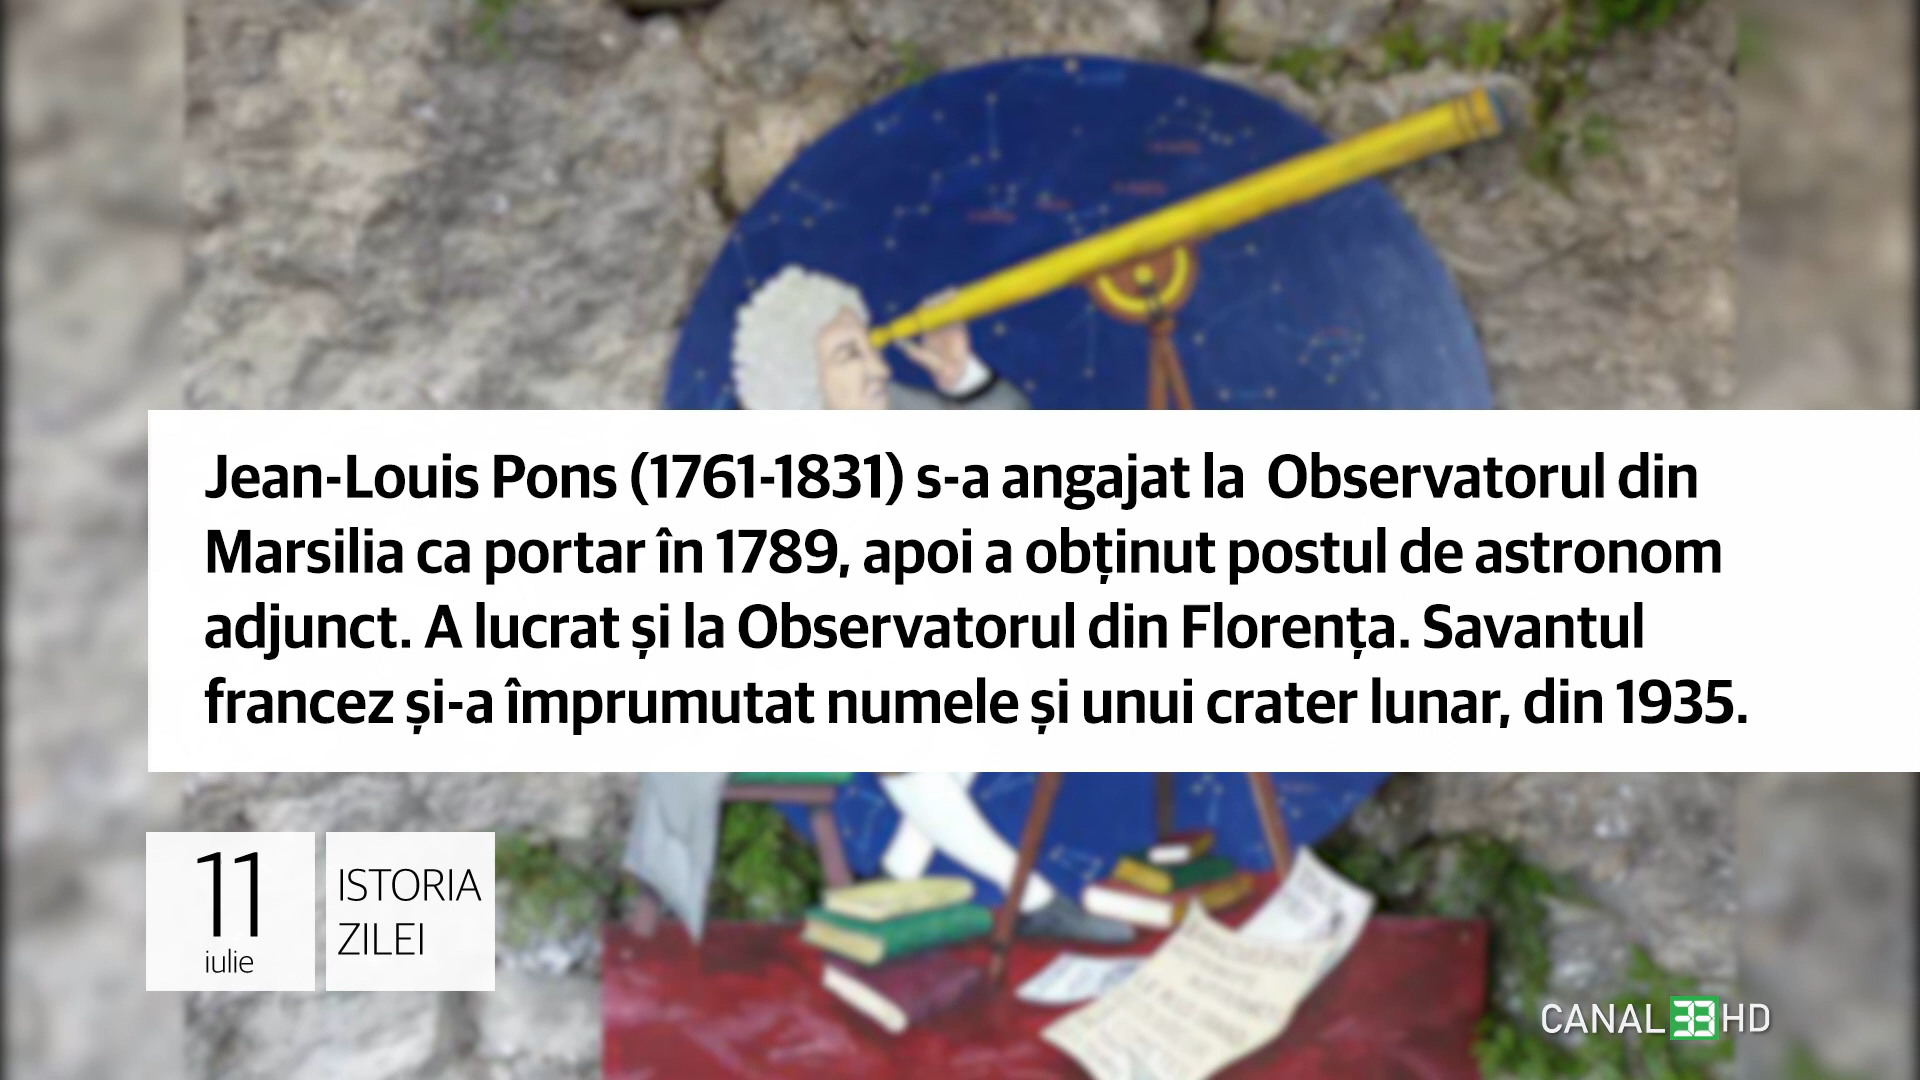 Jean-Louis Pons (1761-1831) s-a angajat la  Observatorul din
Marsilia ca portar în 1789, apoi a obținut postul de astronom
adjunct. A lucrat și la Observatorul din Florența. Savantul
francez și-a împrumutat numele și unui crater lunar, din 1935.
11
iulie
ISTORIA
ZILEI
CANAL 33 HD